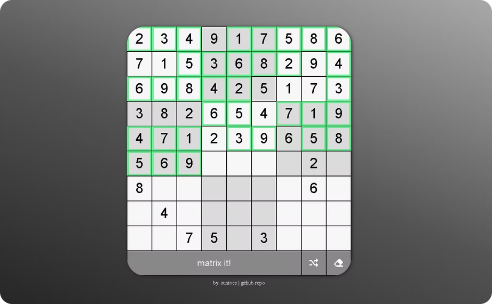 2 3 4 9 1 7 5 8 6
7 1 5 3 6 8 2 9 4
6 9 8 4 2 5 1 7 3
3 8 2 6 5 4 7 1 9
4 7 1 2 3 9 6 5 8
5 6 9 2
8 6
4
7 5 3
matrix it!
by: | github repo